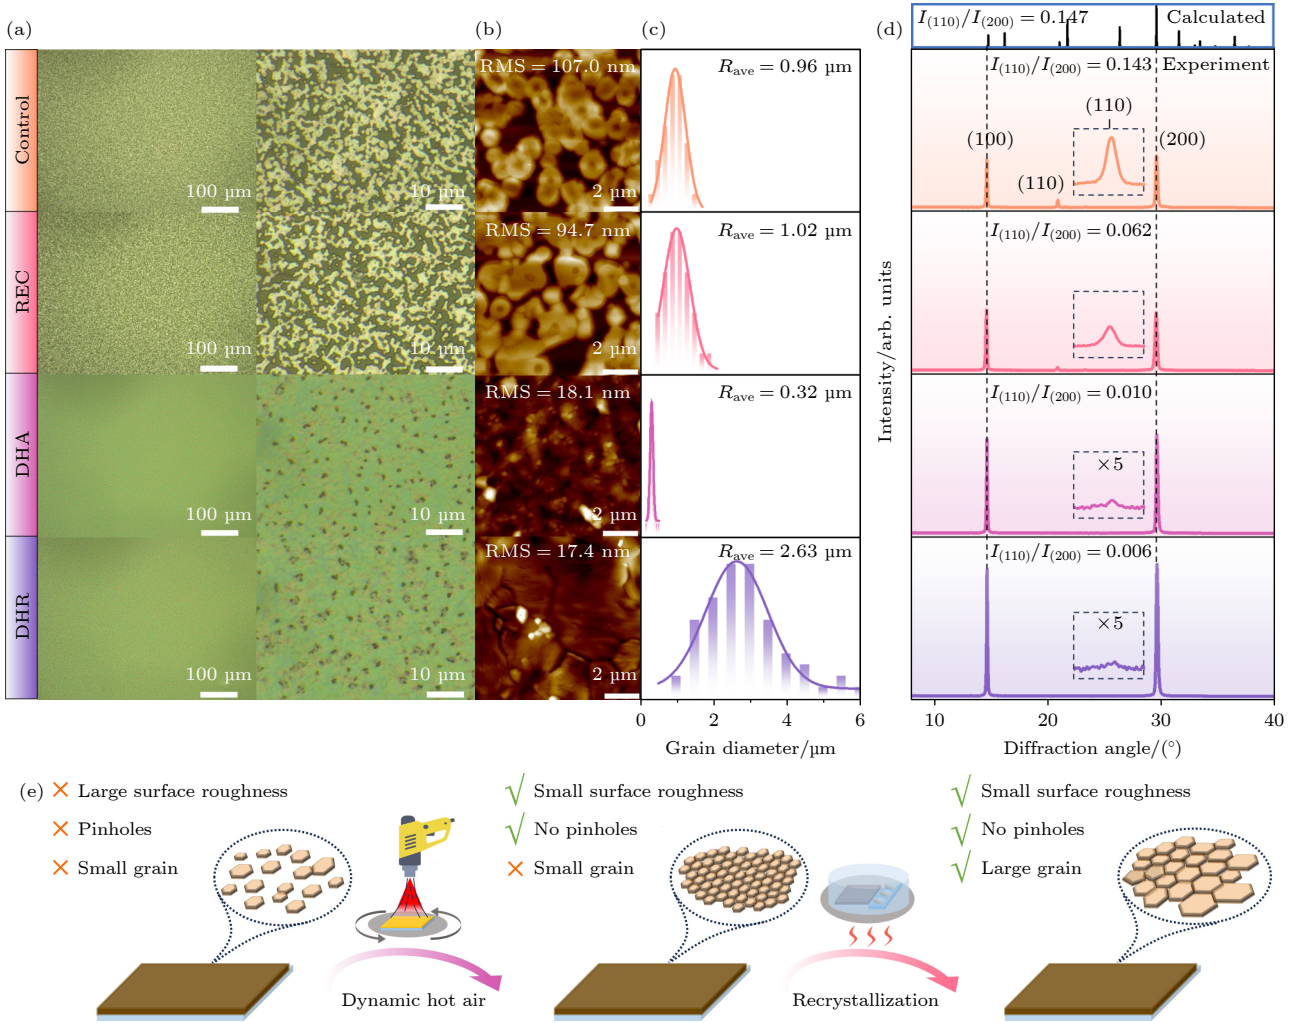 (a)
(b)
(c)
(d)
I(110)/I(200) = 0.147
Calculated
Control
100 µm
10 µm
RMS = 107.0 nm
2 µm
Rave = 0.96 µm
I(110)/I(200) = 0.143
Experiment
(100)
(110)
(110)
(200)
REC
100 µm
10 µm
RMS = 94.7 nm
2 µm
Rave = 1.02 µm
I(110)/I(200) = 0.062
DHA
100 µm
10 µm
RMS = 18.1 nm
2 µm
Rave = 0.32 µm
I(110)/I(200) = 0.010
×5
DHR
100 µm
10 µm
RMS = 17.4 nm
2 µm
Rave = 2.63 µm
I(110)/I(200) = 0.006
×5
Intensity/arb. units
0 2 4 6
Grain diameter/µm
10 20 30 40
Diffraction angle/(°)
(e)
× Large surface roughness
× Pinholes
× Small grain
√ Small surface roughness
√ No pinholes
× Small grain
√ Small surface roughness
√ No pinholes
√ Large grain
Dynamic hot air
Recrystallization